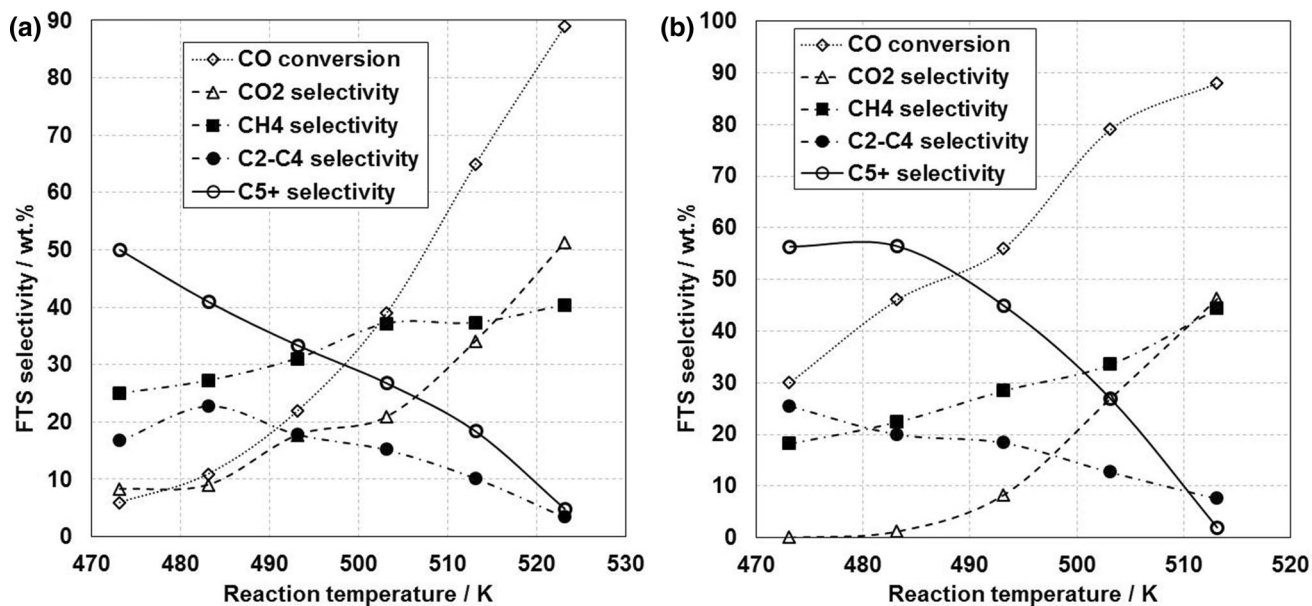 (a)
90
80
70
60
50
40
30
20
10
0
FTS selectivity / wt.%
CO conversion
CO2 selectivity
CH4 selectivity
C2-C4 selectivity
C5+ selectivity
470 480 490 500 510 520 530
Reaction temperature / K
(b)
100
90
80
70
60
50
40
30
20
10
0
FTS seelctivity / wt.%
CO conversion
CO2 selectivity
CH4 selectivity
C2-C4 selectivity
C5+ selectivity
470 480 490 500 510 520
Reaction temperature / K